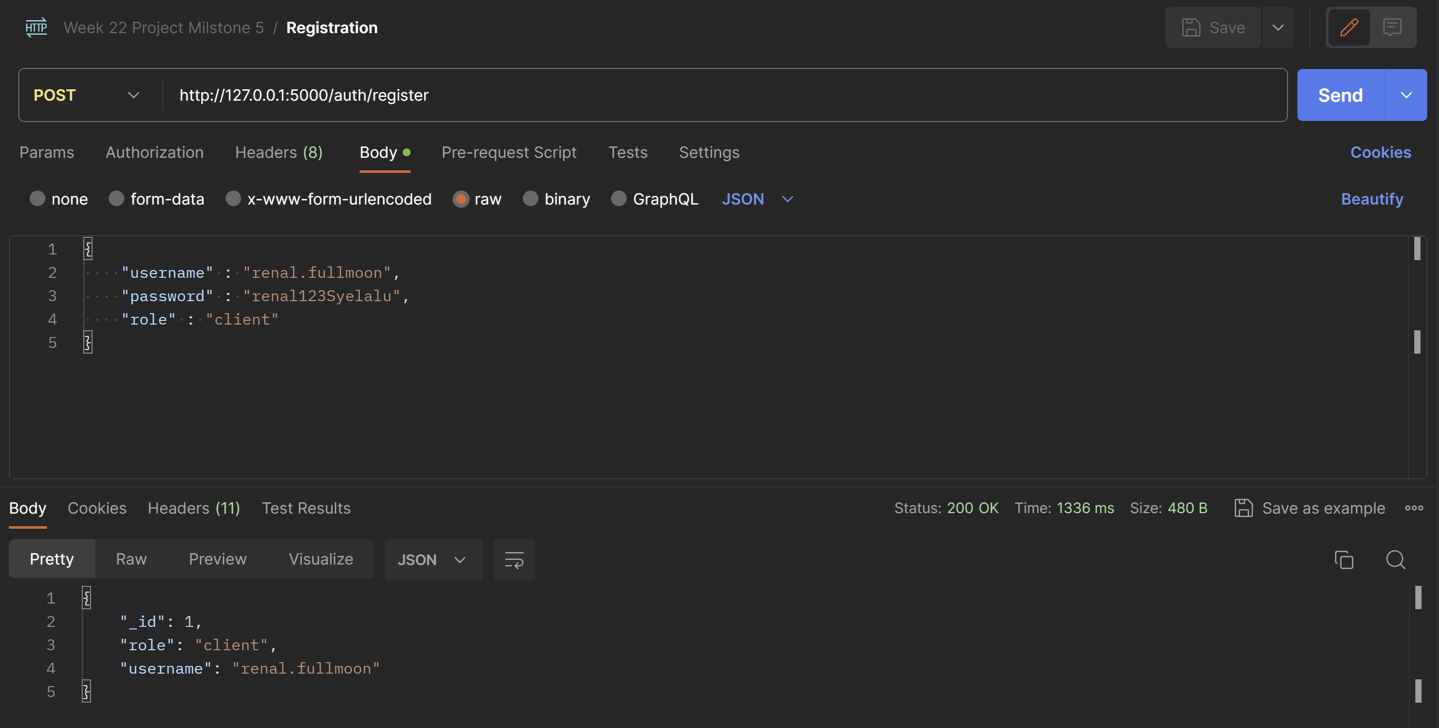 HTTP Week 22 Project Milstone 5 / Registration Save
POST http://127.0.0.1:5000/auth/register Send
Params Authorization Headers (8) Body Pre-request Script Tests Settings Cookies
none form-data x-www-form-urlencoded raw binary GraphQL JSON Beautify
1 {
2 "username" : "renal.fullmoon",
3 "password" : "renal123Syelalu",
4 "role" : "client"
5 }
Body Cookies Headers (11) Test Results Status: 200 OK Time: 1336 ms Size: 480 B Save as example
Pretty Raw Preview Visualize JSON
1 {
2 "_id": 1,
3 "role": "client",
4 "username": "renal.fullmoon"
5 }